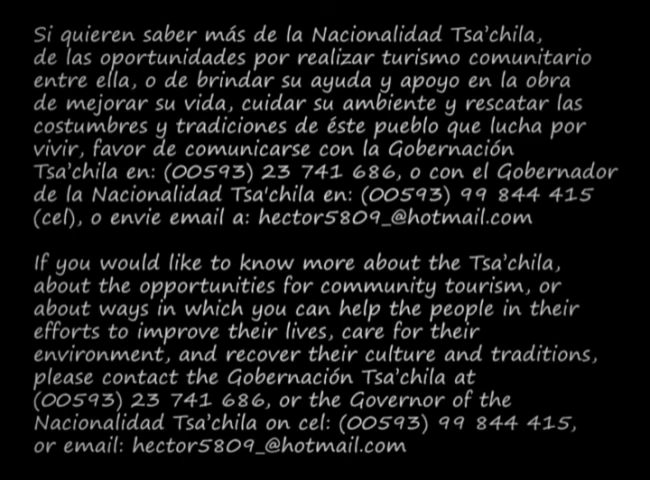 Si quieren saber más de la Nacionalidad Tsa'chila,
de las oportunidades por realizar turismo comunitario
entre ella, o de brindar su ayuda y apoyo en la obra
de mejorar su vida, cuidar su ambiente y rescatar las
costumbres y tradiciones de éste pueblo que lucha por
vivir, favor de comunicarse con la Gobernación
Tsa'chila en: (00593) 23 741 686, o con el Gobernador
de la Nacionalidad Tsa'chila en: (00593) 99 844 415
(cel), o envie email a: hector5809_@hotmail.com
If you would like to know more about the Tsa'chila,
about the opportunities for community tourism, or
about ways in which you can help the people in their
efforts to improve their lives, care for their
environment, and recover their culture and traditions,
please contact the Gobernación Tsa'chila at
(00593) 23 741 686, or the Governor of the
Nacionalidad Tsa'chila on cel: (00593) 99 844 415,
or email: hector5809_@hotmail.com